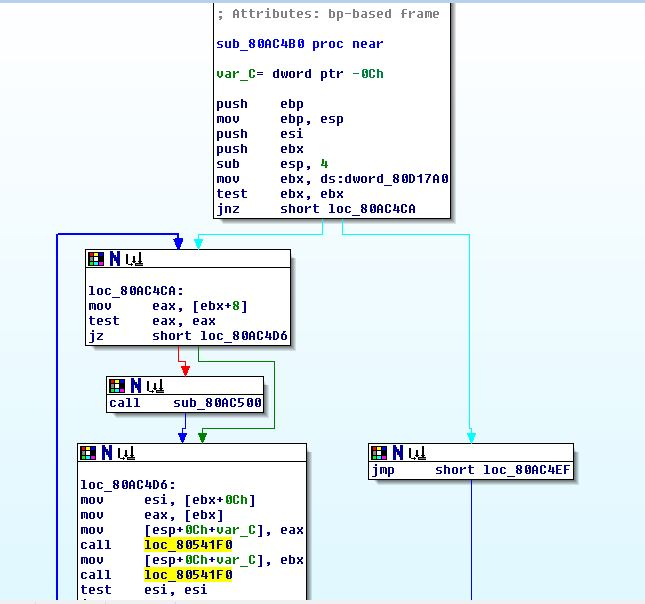 ; Attributes: bp-based frame
sub_80AC4B0 proc near
var_C= dword ptr -0Ch
push ebp
mov ebp, esp
push esi
push ebx
sub esp, 4
mov ebx, ds:dword_80D17A0
test ebx, ebx
jnz short loc_80AC4CA
loc_80AC4CA:
mov eax, [ebx+8]
test eax, eax
jz short loc_80AC4D6
call sub_80AC500
loc_80AC4D6:
mov esi, [ebx+0Ch]
mov eax, [ebx]
mov [esp+0Ch+var_C], eax
call loc_80541F0
mov [esp+0Ch+var_C], ebx
call loc_80541F0
test esi, esi
jmp short loc_80AC4EF